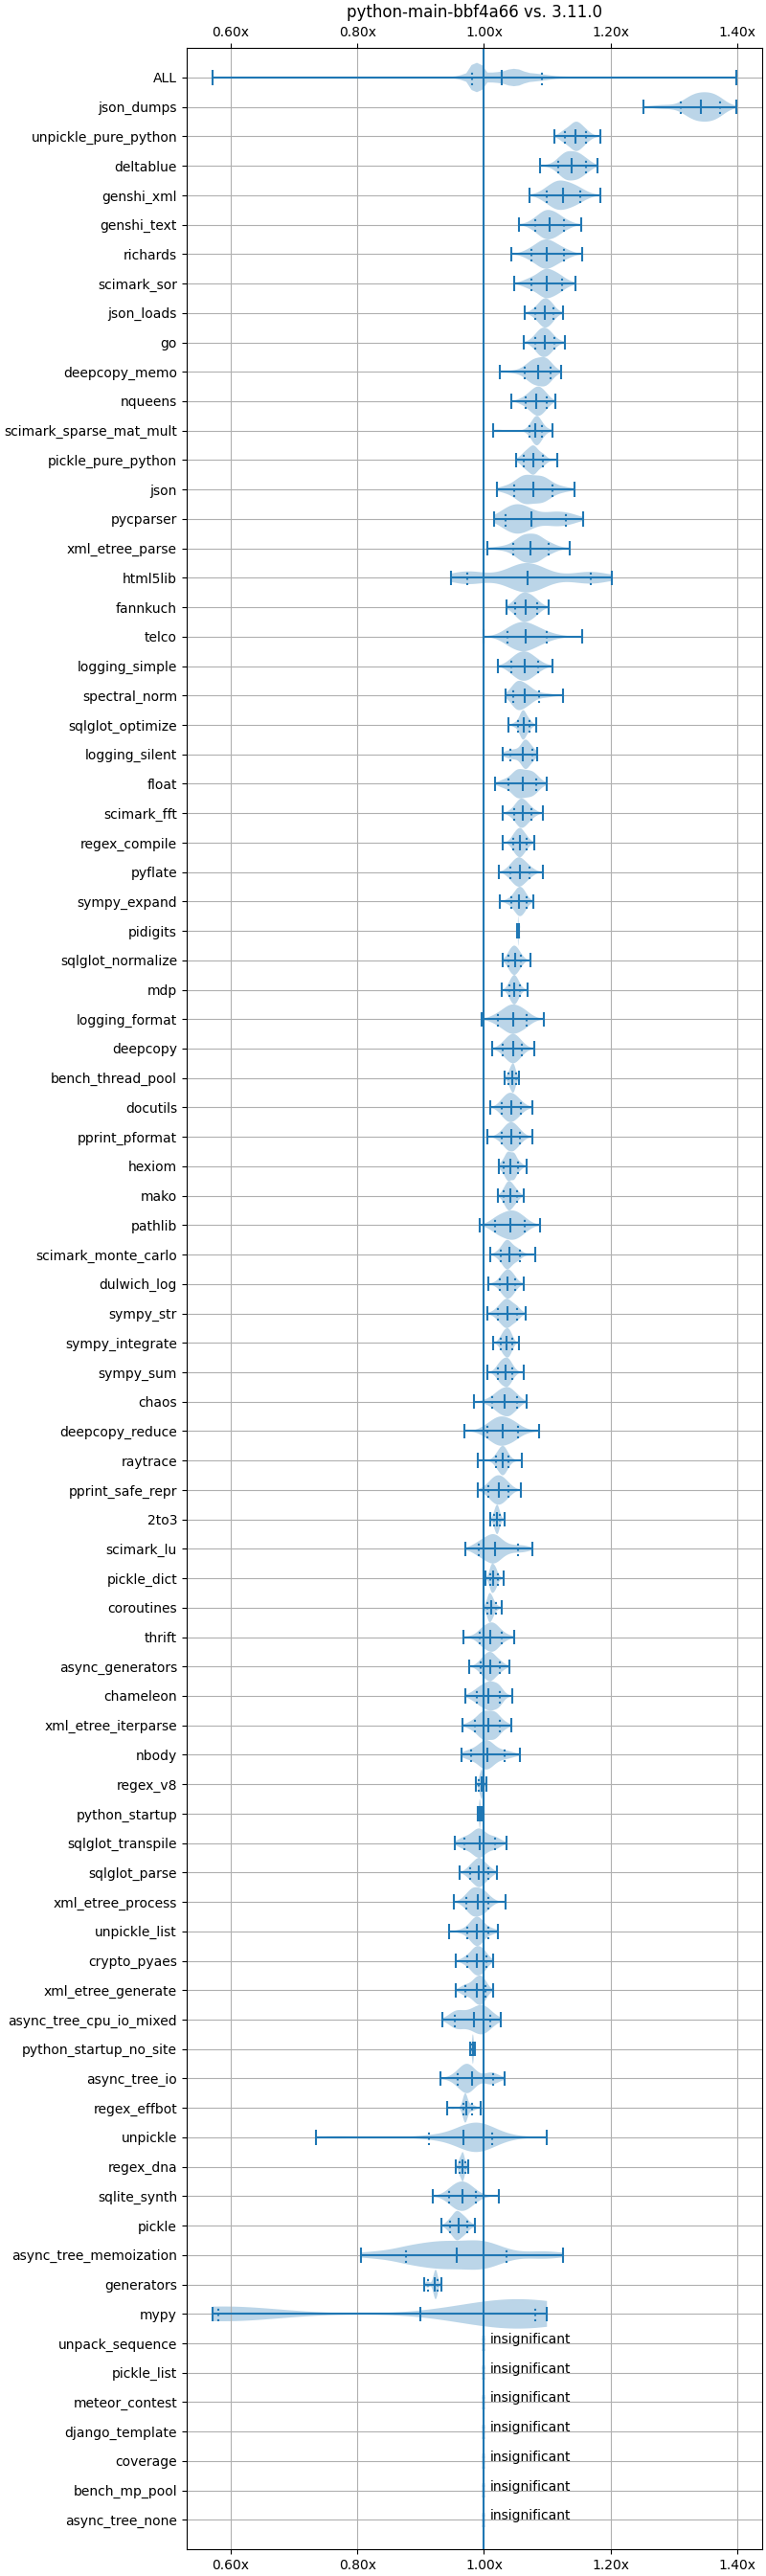 python-main-bbf4a66 vs. 3.11.0
0.60x 0.80x 1.00x 1.20x 1.40x
ALL
json_dumps
unpickle_pure_python
deltablue
genshi_xml
genshi_text
richards
scimark_sor
json_loads
go
deepcopy_memo
nqueens
scimark_sparse_mat_mult
pickle_pure_python
json
pycparser
xml_etree_parse
html5lib
fannkuch
telco
logging_simple
spectral_norm
sqlglot_optimize
logging_silent
float
scimark_fft
regex_compile
pyflate
sympy_expand
pidigits
sqlglot_normalize
mdp
logging_format
deepcopy
bench_thread_pool
docutils
pprint_pformat
hexiom
mako
pathlib
scimark_monte_carlo
dulwich_log
sympy_str
sympy_integrate
sympy_sum
chaos
deepcopy_reduce
raytrace
pprint_safe_repr
2to3
scimark_lu
pickle_dict
coroutines
thrift
async_generators
chameleon
xml_etree_iterparse
nbody
regex_v8
python_startup
sqlglot_transpile
sqlglot_parse
xml_etree_process
unpickle_list
crypto_pyaes
xml_etree_generate
async_tree_cpu_io_mixed
python_startup_no_site
async_tree_io
regex_effbot
unpickle
regex_dna
sqlite_synth
pickle
async_tree_memoization
generators
mypy
unpack_sequence insignificant
pickle_list insignificant
meteor_contest insignificant
django_template insignificant
coverage insignificant
bench_mp_pool insignificant
async_tree_none insignificant
0.60x 0.80x 1.00x 1.20x 1.40x